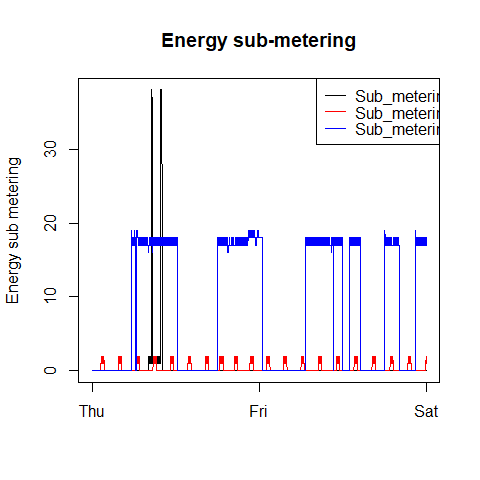 Energy sub-metering
Sub_meterin
Sub_meterin
Sub_meterin
Energy sub metering
30
20
10
0
Thu
Fri
Sat